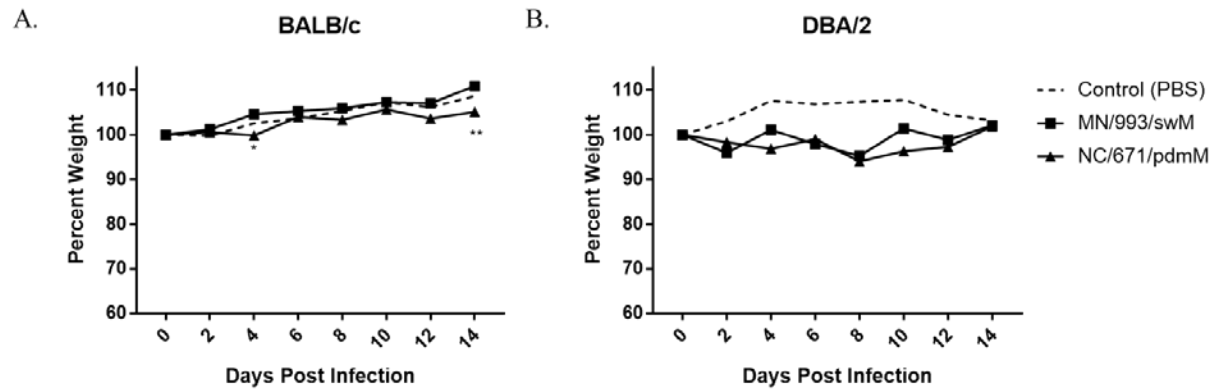 A.
BALB/c
Percent Weight
110
100
90
80
70
60
*
**
0 2 4 6 8 10 12 14
Days Post Infection
B.
DBA/2
Percent Weight
110
100
90
80
70
60
0 2 4 6 8 10 12 14
Days Post Infection
Control (PBS)
MN/993/swM
NC/671/pdmM